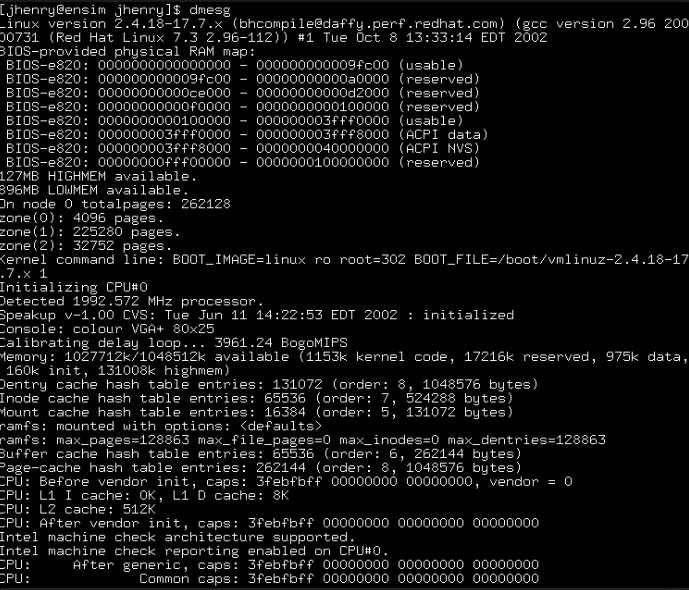 [jhenry@ensim jhenry]$ dmesg
Linux version 2.4.18-17.7.x (bhcompile@daffy.perf.redhat.com) (gcc version 2.96 200
00731 (Red Hat Linux 7.3 2.96-112)) #1 Tue Oct 8 13:33:14 EDT 2002
BIOS-provided physical RAM map:
 BIOS-e820: 0000000000000000 - 000000000009fc00 (usable)
 BIOS-e820: 000000000009fc00 - 00000000000a0000 (reserved)
 BIOS-e820: 00000000000ce000 - 00000000000d2000 (reserved)
 BIOS-e820: 00000000000f0000 - 0000000000100000 (reserved)
 BIOS-e820: 0000000000100000 - 000000003fff0000 (usable)
 BIOS-e820: 000000003fff0000 - 000000003fff8000 (ACPI data)
 BIOS-e820: 000000003fff8000 - 0000000040000000 (ACPI NVS)
 BIOS-e820: 00000000fff00000 - 0000000100000000 (reserved)
127MB HIGHMEM available.
896MB LOWMEM available.
On node 0 totalpages: 262128
zone(0): 4096 pages.
zone(1): 225280 pages.
zone(2): 32752 pages.
Kernel command line: BOOT_IMAGE=linux ro root=302 BOOT_FILE=/boot/vmlinuz-2.4.18-17
.7.x 1
Initializing CPU#0
Detected 1992.572 MHz processor.
Speakup v-1.00 CVS: Tue Jun 11 14:22:53 EDT 2002 : initialized
Console: colour VGA+ 80x25
Calibrating delay loop... 3961.24 BogoMIPS
Memory: 1027712k/1048512k available (1153k kernel code, 17216k reserved, 975k data,
 160k init, 131008k highmem)
Dentry cache hash table entries: 131072 (order: 8, 1048576 bytes)
Inode cache hash table entries: 65536 (order: 7, 524288 bytes)
Mount cache hash table entries: 16384 (order: 5, 131072 bytes)
ramfs: mounted with options: <defaults>
ramfs: max_pages=128863 max_file_pages=0 max_inodes=0 max_dentries=128863
Buffer cache hash table entries: 65536 (order: 6, 262144 bytes)
Page-cache hash table entries: 262144 (order: 8, 1048576 bytes)
CPU: Before vendor init, caps: 3febfbff 00000000 00000000, vendor = 0
CPU: L1 I cache: 0K, L1 D cache: 8K
CPU: L2 cache: 512K
CPU: After vendor init, caps: 3febfbff 00000000 00000000 00000000
Intel machine check architecture supported.
Intel machine check reporting enabled on CPU#0.
CPU:     After generic, caps: 3febfbff 00000000 00000000 00000000
CPU:             Common caps: 3febfbff 00000000 00000000 00000000